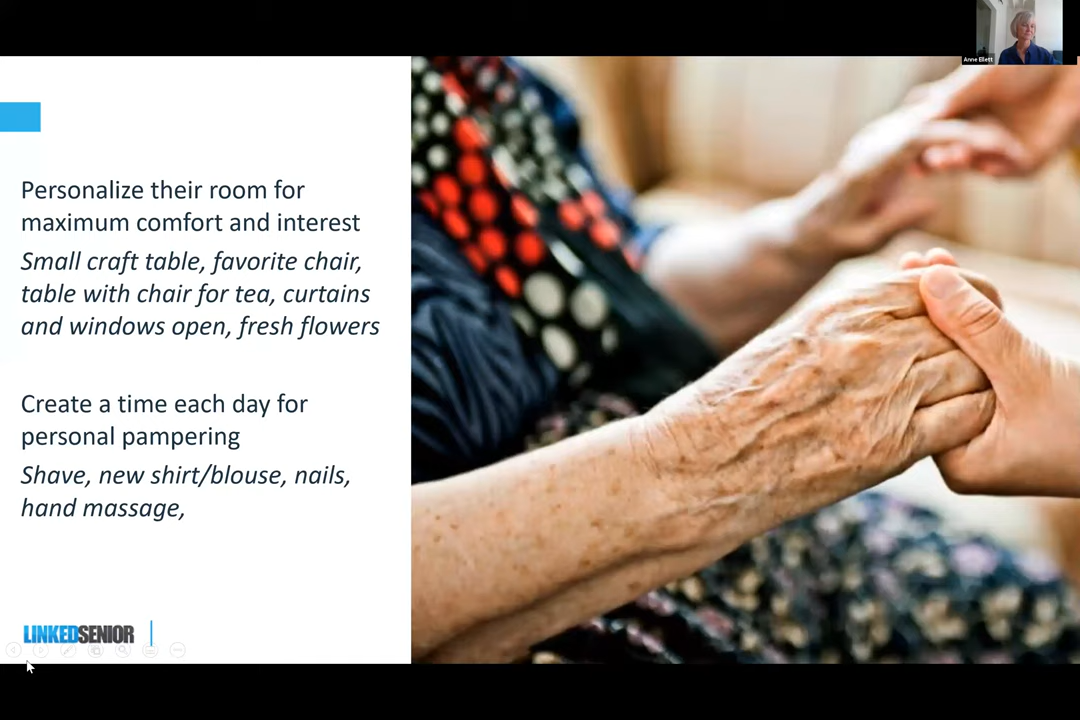 Anne Ellett
Personalize their room for
maximum comfort and interest
Small craft table, favorite chair,
table with chair for tea, curtains
and windows open, fresh flowers
Create a time each day for
personal pampering
Shave, new shirt/blouse, nails,
hand massage,
LINKEDSENIOR